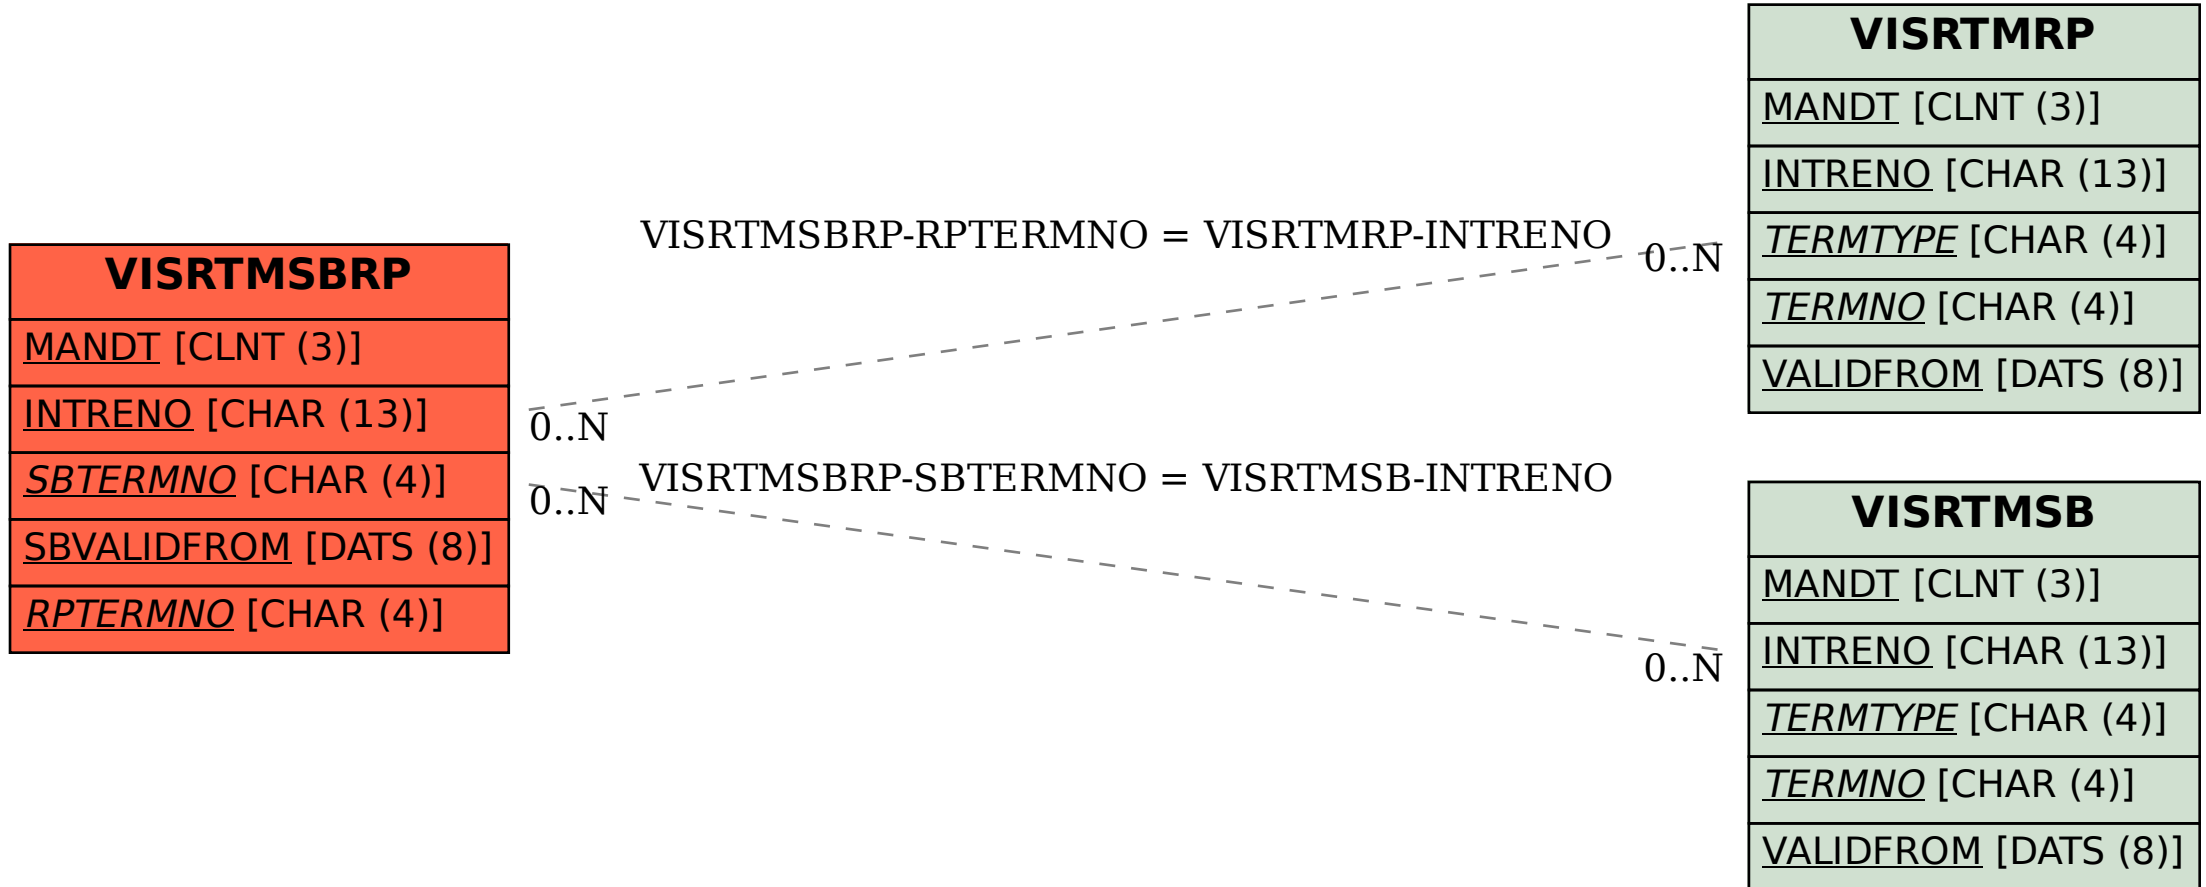 VISRTMSBRP
MANDT [CLNT (3)]
INTRENO [CHAR (13)]
SBTERMNO [CHAR (4)]
SBVALIDFROM [DATS (8)]
RPTERMNO [CHAR (4)]
VISRTMSBRP-RPTERMNO = VISRTMRP-INTRENO
0..N
0..N
VISRTMSBRP-SBTERMNO = VISRTMSB-INTRENO
0..N
0..N
VISRTMRP
MANDT [CLNT (3)]
INTRENO [CHAR (13)]
TERMTYPE [CHAR (4)]
TERMNO [CHAR (4)]
VALIDFROM [DATS (8)]
VISRTMSB
MANDT [CLNT (3)]
INTRENO [CHAR (13)]
TERMTYPE [CHAR (4)]
TERMNO [CHAR (4)]
VALIDFROM [DATS (8)]